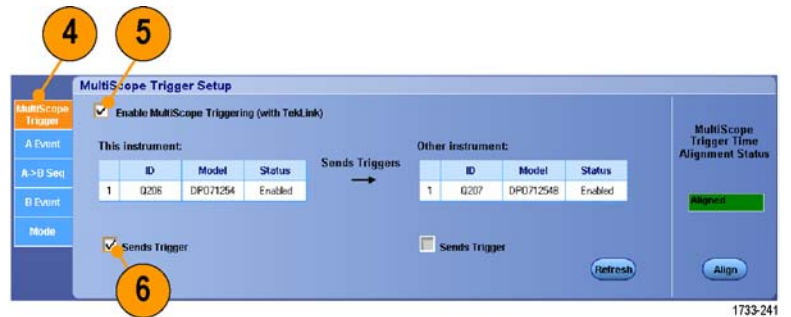 4
5
MultiScope Trigger Setup
MultiScope
Trigger
A Event
A->B Seq
B Event
Mode
Enable MultiScope Triggering (with TekLink)
This instrument:
ID Model Status
1 Q206 DPO71254 Enabled
Sends Triggers
Other instrument:
ID Model Status
1 Q207 DPO71254B Enabled
MultiScope
Trigger Time
Alignment Status
Aligned
Sends Trigger
Sends Trigger
Refresh
Align
6
1733-241